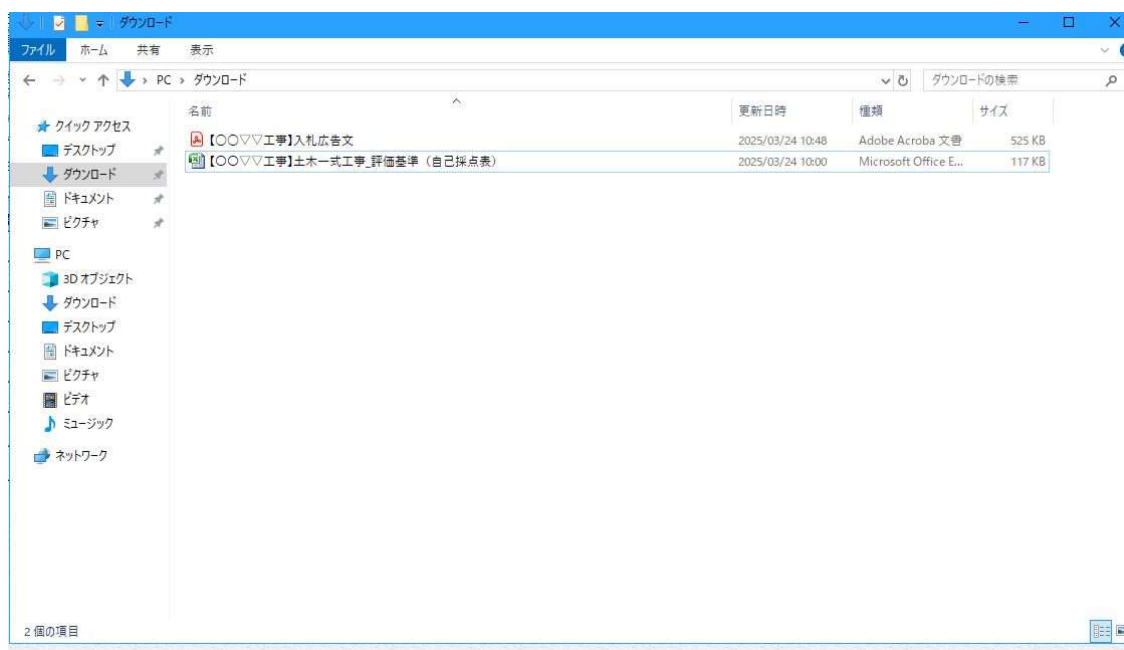 ダウンロード
ファイル ホーム 共有 表示
PC › ダウンロード ダウンロードの検索
名前 更新日時 種類 サイズ
クイック アクセス
デスクトップ
ダウンロード
ドキュメント
ピクチャ
PC
3D オブジェクト
ダウンロード
デスクトップ
ドキュメント
ピクチャ
ビデオ
ミュージック
ネットワーク
【○○▽▽工事】入札広告文 2025/03/24 10:48 Adobe Acroba 文書 525 KB
【○○▽▽工事】土木一式工事_評価基準（自己採点表） 2025/03/24 10:00 Microsoft Office E... 117 KB
2 個の項目